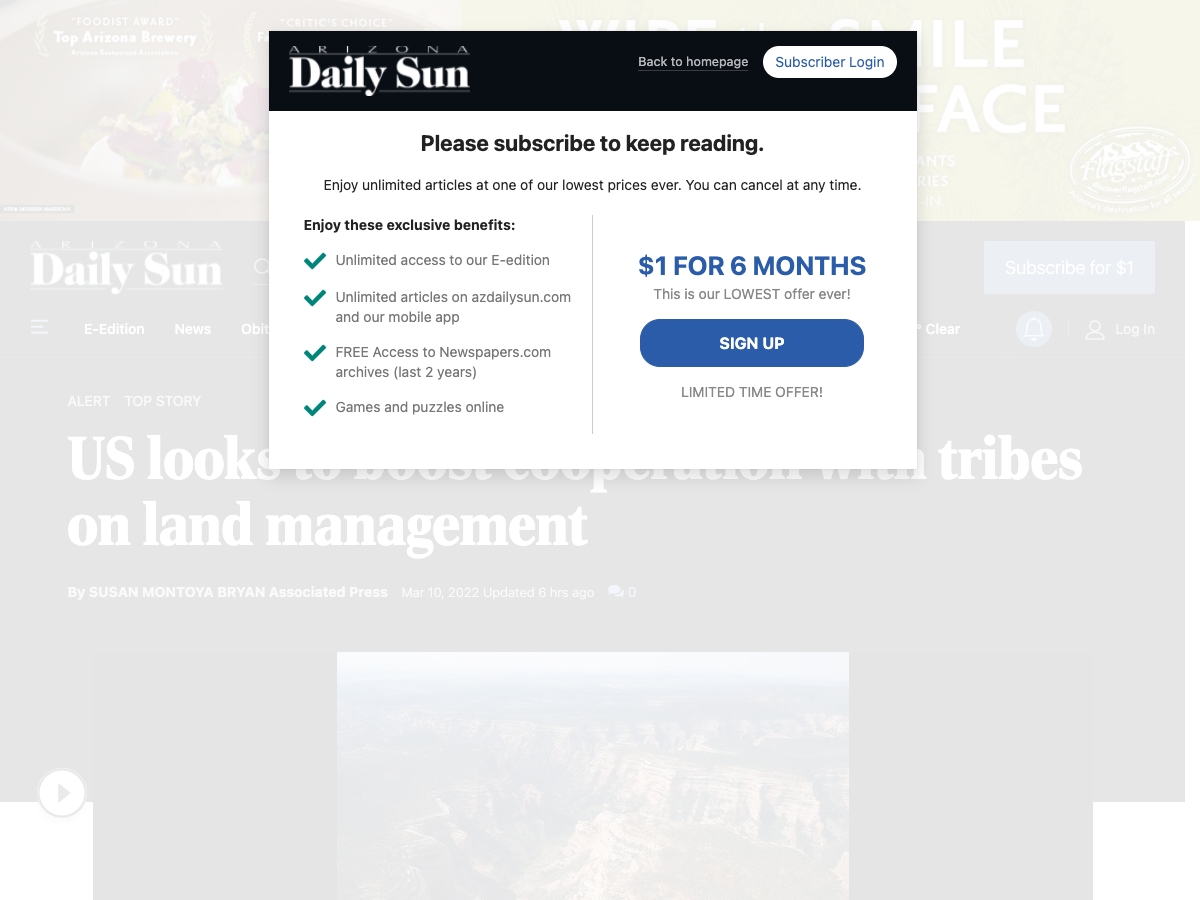 "FOODIST AWARD"
Top Arizona Brewery
"CRITIC'S CHOICE"
ARIZONA
Daily Sun
Back to homepage
Subscriber Login
Please subscribe to keep reading.
Enjoy unlimited articles at one of our lowest prices ever. You can cancel at any time.
Enjoy these exclusive benefits:
Unlimited access to our E-edition
Unlimited articles on azdailysun.com
and our mobile app
FREE Access to Newspapers.com
archives (last 2 years)
Games and puzzles online
$1 FOR 6 MONTHS
This is our LOWEST offer ever!
SIGN UP
LIMITED TIME OFFER!
Flagstaff
ARIZONA
Daily Sun
Subscribe for $1
E-Edition
News
Clear
Log In
ALERT TOP STORY
US looks to boost cooperation with tribes
on land management
By SUSAN MONTOYA BRYAN Associated Press Mar 10, 2022 Updated 6 hrs ago 0